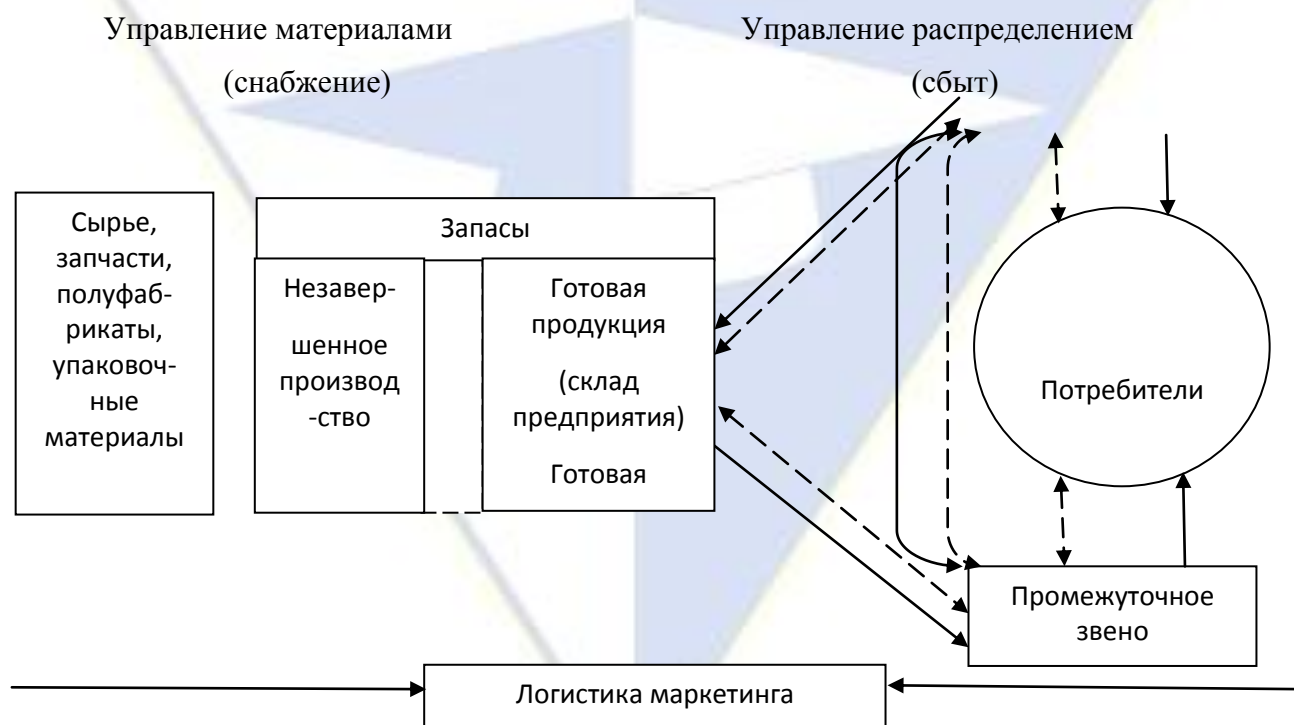 Управление материалами
(снабжение)
Управление распределением
(сбыт)
Сырье,
запчасти,
полуфаб-
рикаты,
упаковоч-
ные
материалы
Запасы
Незавер-
шенное
производ
-ство
Готовая
продукция
(склад
предприятия)
Готовая
Потребители
Промежуточное
звено
Логистика маркетинга